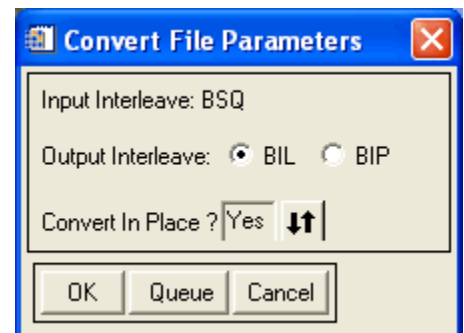 Convert File Parameters
Input Interleave: BSQ
Output Interleave: BIL BIP
Convert In Place ? Yes
OK Queue Cancel